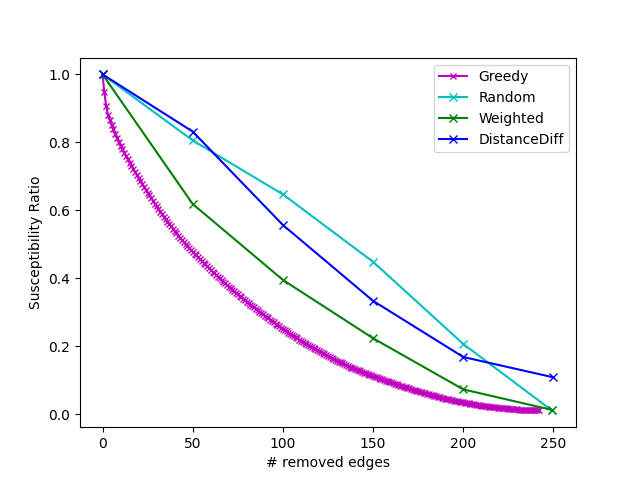 Greedy
Random
Weighted
DistanceDiff
Susceptibility Ratio
1.0
0.8
0.6
0.4
0.2
0.0
0 50 100 150 200 250
# removed edges